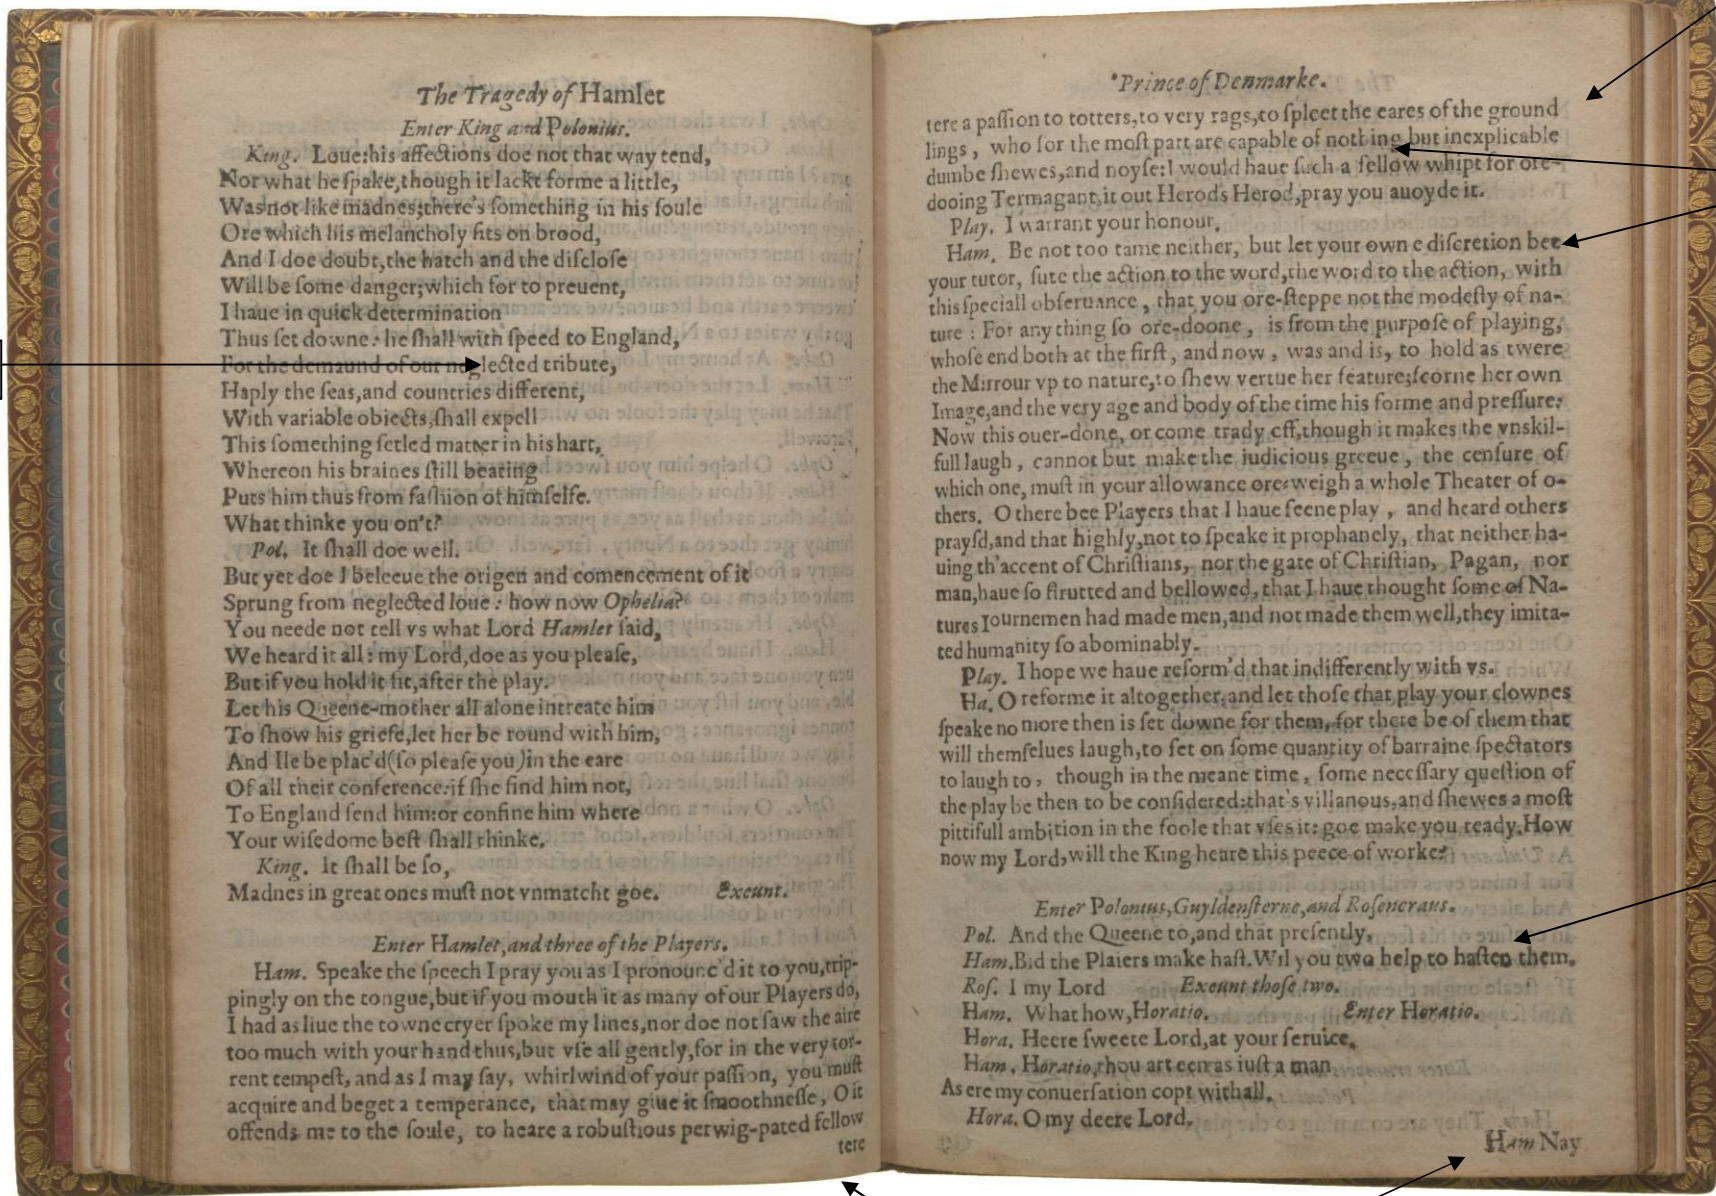 The Tragedy of Hamlet
Enter King and Polonius.
King. Loue: his affections doe not that way tend,
Nor what he ſpake, though it lackt forme a little,
Was not like madnes; there's ſomething in his ſoule
Ore which his melancholy ſits on brood,
And I doe doubt, the hatch and the diſcloſe
Will be ſome danger; which for to preuent,
I haue in quick determination
Thus ſet downe: he ſhall with ſpeed to England,
For the demaund of our neglected tribute,
Haply the ſeas, and countries different,
With variable obiects, ſhall expell
This ſomething ſetled matter in his hart,
Whereon his braines ſtill beating
Puts him thus from faſhion of himſelfe.
What thinke you on't?
Pol. It ſhall doe well.
But yet doe I beleeue the origen and comencement of it
Sprung from neglected loue: how now Ophelia?
You neede not tell vs what Lord Hamlet ſaid,
We heard it all: my Lord, doe as you pleaſe,
But if you hold it fit, after the play.
Let his Queene-mother all alone intreate him
To ſhow his griefe, let her be round with him,
And Ile be plac'd (ſo pleaſe you) in the eare
Of all their conference: if ſhe find him not,
To England ſend him: or confine him where
Your wiſedome beſt ſhall thinke.
King. It ſhall be ſo,
Madnes in great ones muſt not vnmatcht goe. Exeunt.
Enter Hamlet, and three of the Players.
Ham. Speake the ſpeech I pray you as I pronounc'd it to you, trip-
pingly on the tongue, but if you mouth it as many of our Players do,
I had as liue the towne cryer ſpoke my lines, nor doe not ſaw the aire
too much with your hand thus, but vſe all gently, for in the very tor-
rent tempeſt, and as I may ſay, whirlwind of your paſſion, you muſt
acquire and beget a temperance, that may giue it ſmoothneſſe, O it
offends me to the ſoule, to heare a robuſtious perwig-pated fellow
tere
Prince of Denmarke.
tere a paſſion to totters, to very rags, to ſpleet the eares of the ground
lings, who for the moſt part are capable of nothing but inexplicable
dumbe ſhewes, and noyſe: I would haue ſuch a fellow whipt for ore-
dooing Termagant, it out Herods Herod, pray you auoyde it.
Play. I warrant your honour.
Ham. Be not too tame neither, but let your owne diſcretion bee
your tutor, ſute the action to the word, the word to the action, with
this ſpeciall obſeruance, that you ore-ſteppe not the modeſty of na-
ture: For any thing ſo ore-doone, is from the purpoſe of playing,
whoſe end both at the firſt, and now, was and is, to hold as twere
the Mirrour vp to nature, to ſhew vertue her feature; ſcorne her own
Image, and the very age and body of the time his forme and preſſure:
Now this ouer-done, or come trady off, though it makes the vnskil-
full laugh, cannot but make the iudicious greeue, the cenſure of
which one, muſt in your allowance ore-weigh a whole Theater of o-
thers. O there bee Players that I haue ſeene play, and heard others
prayſd, and that highly, not to ſpeake it prophanely, that neither ha-
uing th'accent of Chriſtians, nor the gate of Chriſtian, Pagan, nor
man, haue ſo ſtrutted and bellowed, that I haue thought ſome of Na-
tures Iournemen had made men, and not made them well, they imita-
ted humanity ſo abominably.
Play. I hope we haue reform'd that indifferently with vs.
Ha. O reforme it altogether, and let thoſe that play your clownes
ſpeake no more then is ſet downe for them, for there be of them that
will themſelues laugh, to ſet on ſome quantity of barraine ſpectators
to laugh to, though in the meane time, ſome neceſſary queſtion of
the play be then to be conſidered: that's villanous, and ſhewes a moſt
pittifull ambition in the foole that vſes it: goe make you ready. How
now my Lord, will the King heare this peece of worke?
Enter Polonius, Guyldenſterne, and Roſencraus.
Pol. And the Queene to, and that preſently,
Ham. Bid the Plaiers make haſt. Wil you two help to haſten them.
Roſ. I my Lord Exeunt thoſe two.
Ham. What how, Horatio. Enter Horatio.
Hora. Heere ſweete Lord, at your ſeruice.
Ham. Horatio, thou art een as iuſt a man
As ere my conuerſation copt withall.
Hora. O my deere Lord.
Ham Nay